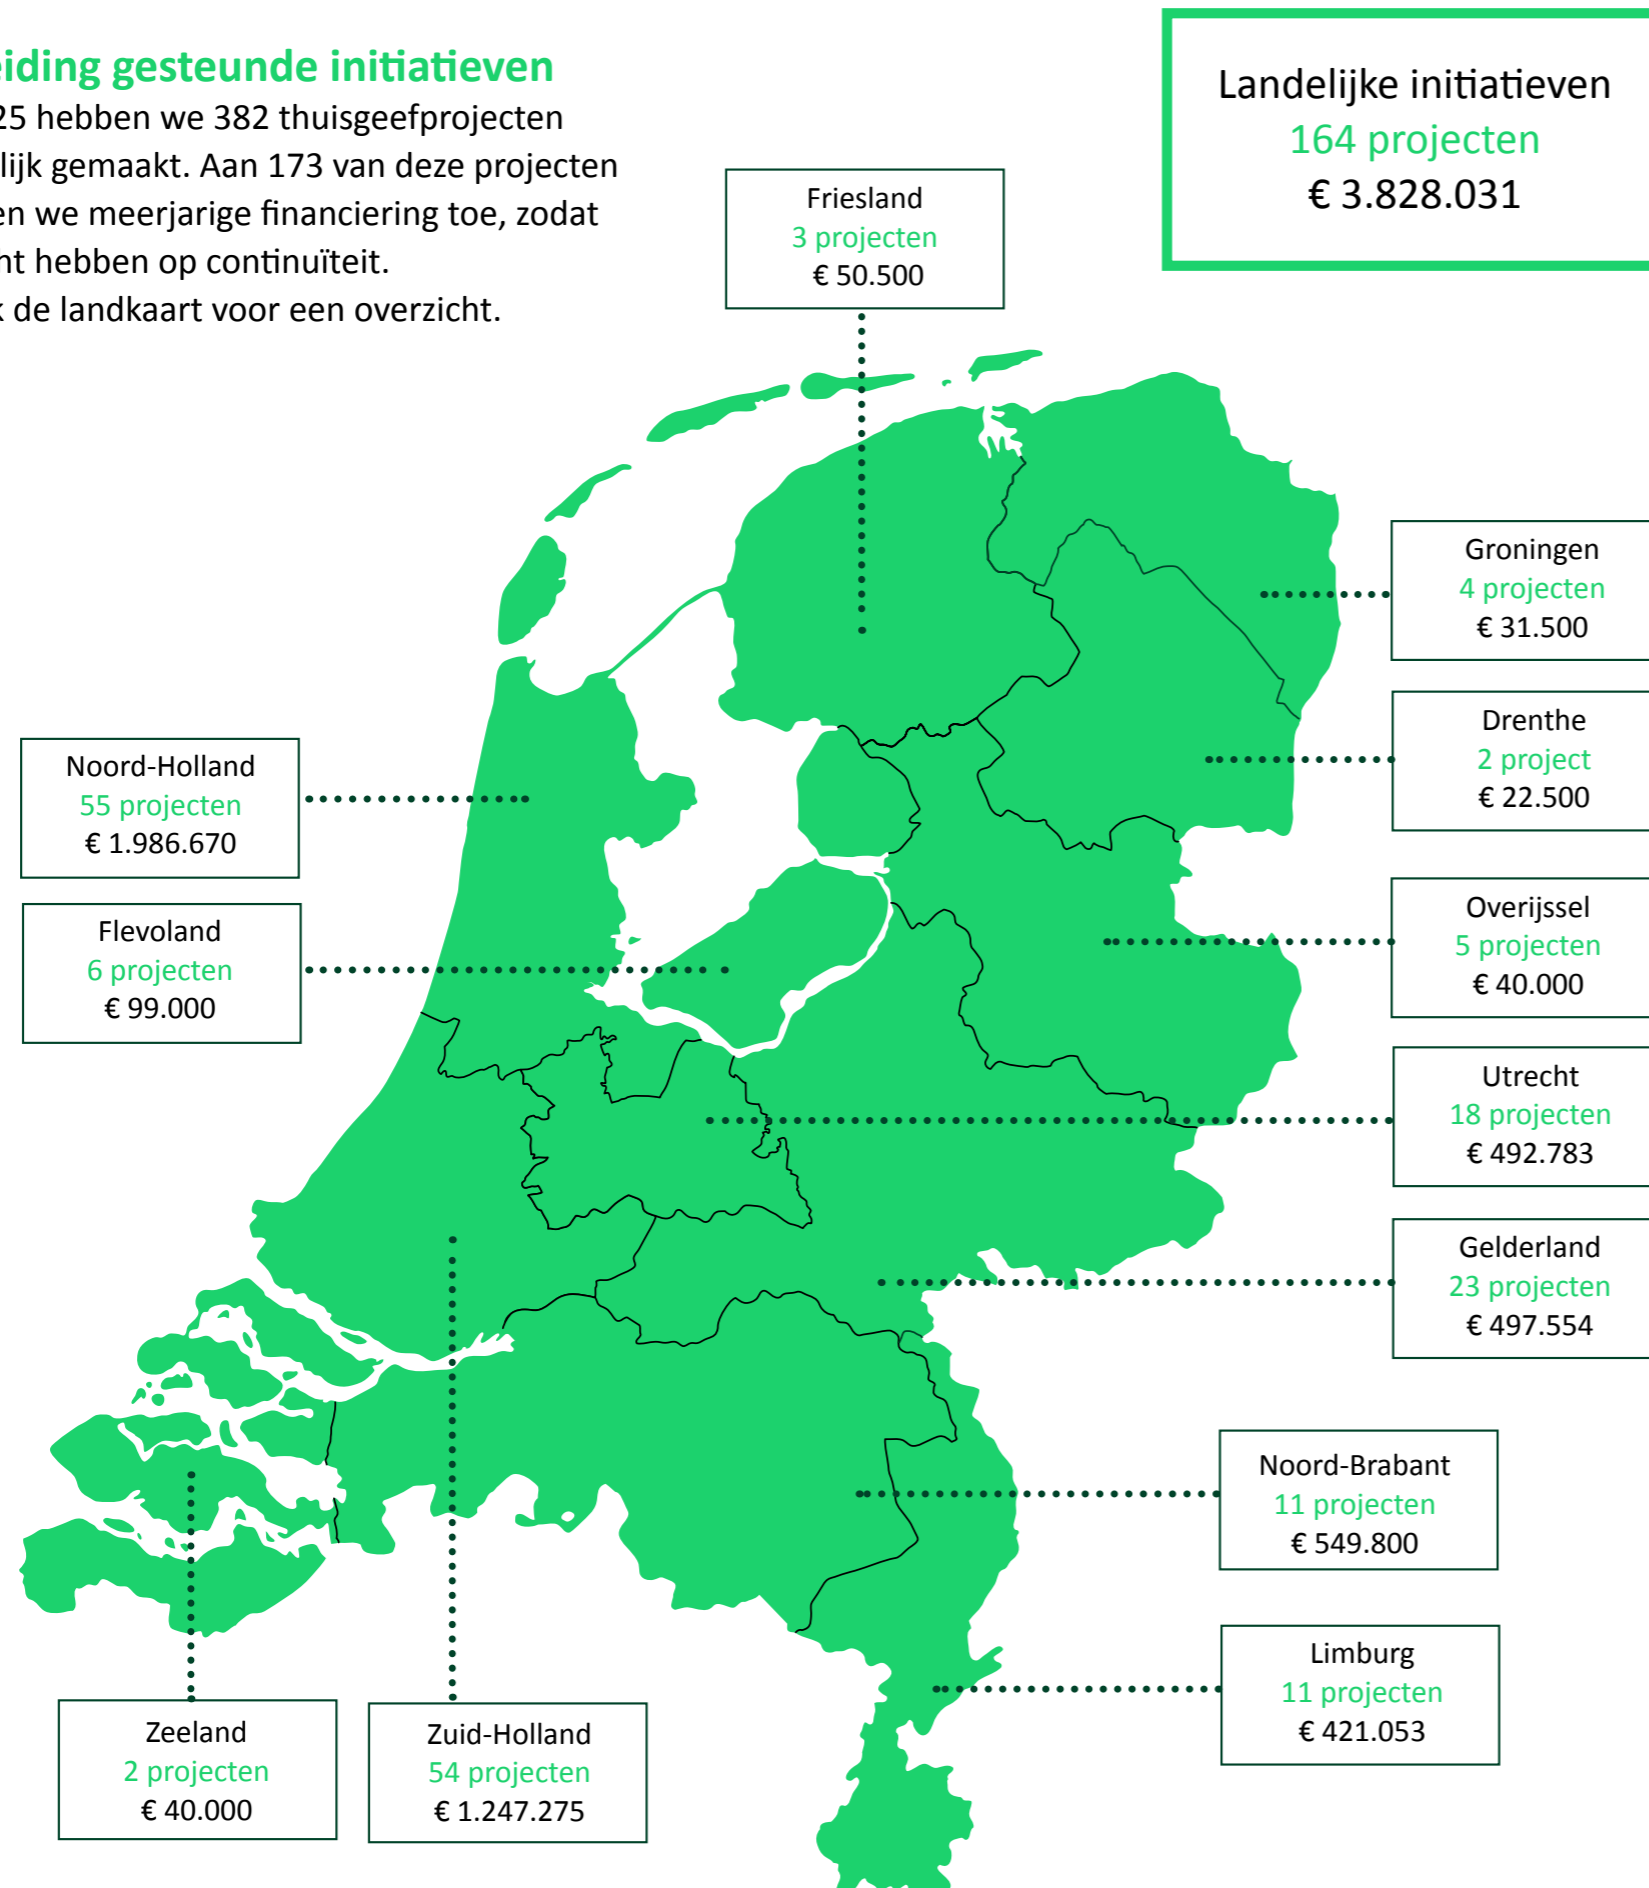 eiding gesteunde initiatieven
25 hebben we 382 thuisgeefprojecten
lijk gemaakt. Aan 173 van deze projecten
en we meerjarige financiering toe, zodat
nt hebben op continuïteit.
k de landkaart voor een overzicht.
Landelijke initiatieven
164 projecten
€ 3.828.031
Friesland
3 projecten
€ 50.500
Groningen
4 projecten
€ 31.500
Drenthe
2 project
€ 22.500
Noord-Holland
55 projecten
€ 1.986.670
Overijssel
5 projecten
€ 40.000
Flevoland
6 projecten
€ 99.000
Utrecht
18 projecten
€ 492.783
Gelderland
23 projecten
€ 497.554
Noord-Brabant
11 projecten
€ 549.800
Limburg
11 projecten
€ 421.053
Zeeland
2 projecten
€ 40.000
Zuid-Holland
54 projecten
€ 1.247.275